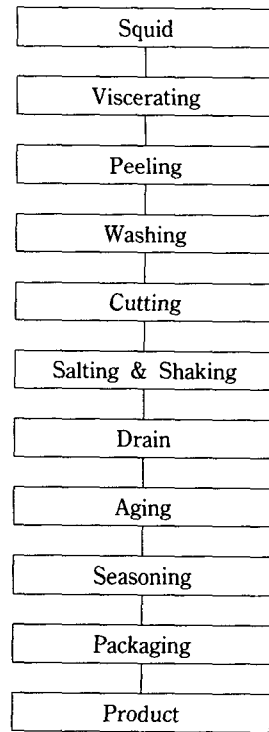 Squid
Viscerating
Peeling
Washing
Cutting
Salting & Shaking
Drain
Aging
Seasoning
Packaging
Product